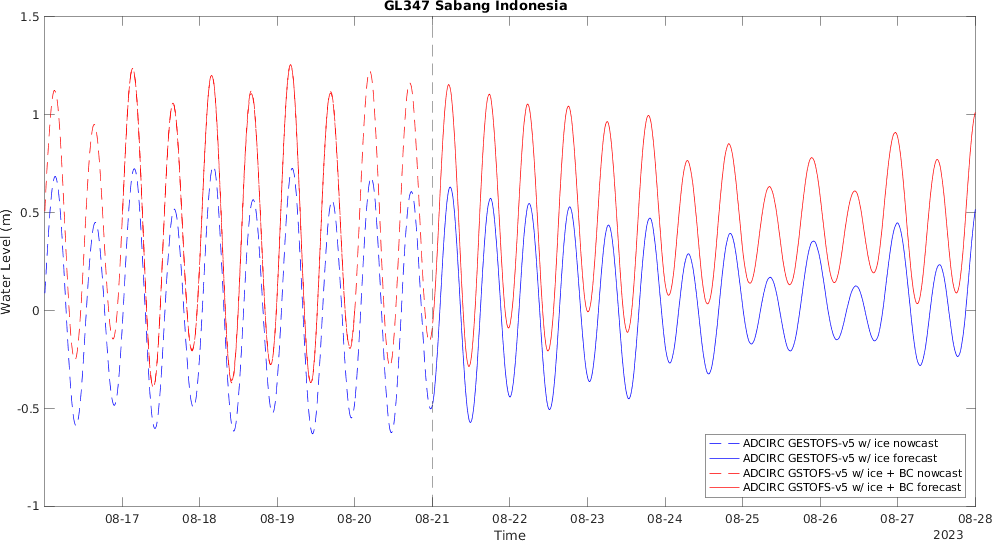 GL347 Sabang Indonesia
1.5
1
0.5
0
-0.5
-1
Water Level (m)
ADCIRC GESTOFS-v5 w/ ice nowcast
ADCIRC GESTOFS-v5 w/ ice forecast
ADCIRC GSTOFS-v5 w/ ice + BC nowcast
ADCIRC GSTOFS-v5 w/ ice + BC forecast
08-17 08-18 08-19 08-20 08-21 08-22 08-23 08-24 08-25 08-26 08-27 08-28
Time
2023